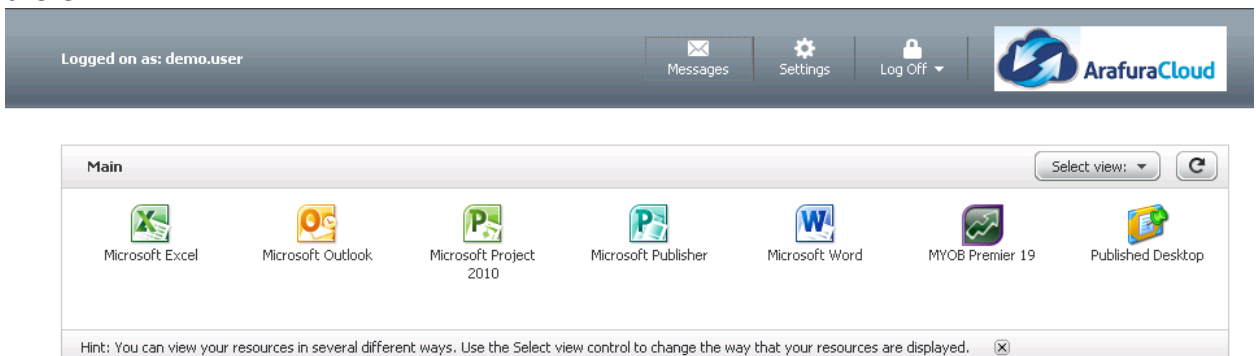 Logged on as: demo.user
Messages
Settings
Log Off
ArafuraCloud
Main
Select view:
Microsoft Excel
Microsoft Outlook
Microsoft Project
2010
Microsoft Publisher
Microsoft Word
MYOB Premier 19
Published Desktop
Hint: You can view your resources in several different ways. Use the Select view control to change the way that your resources are displayed.